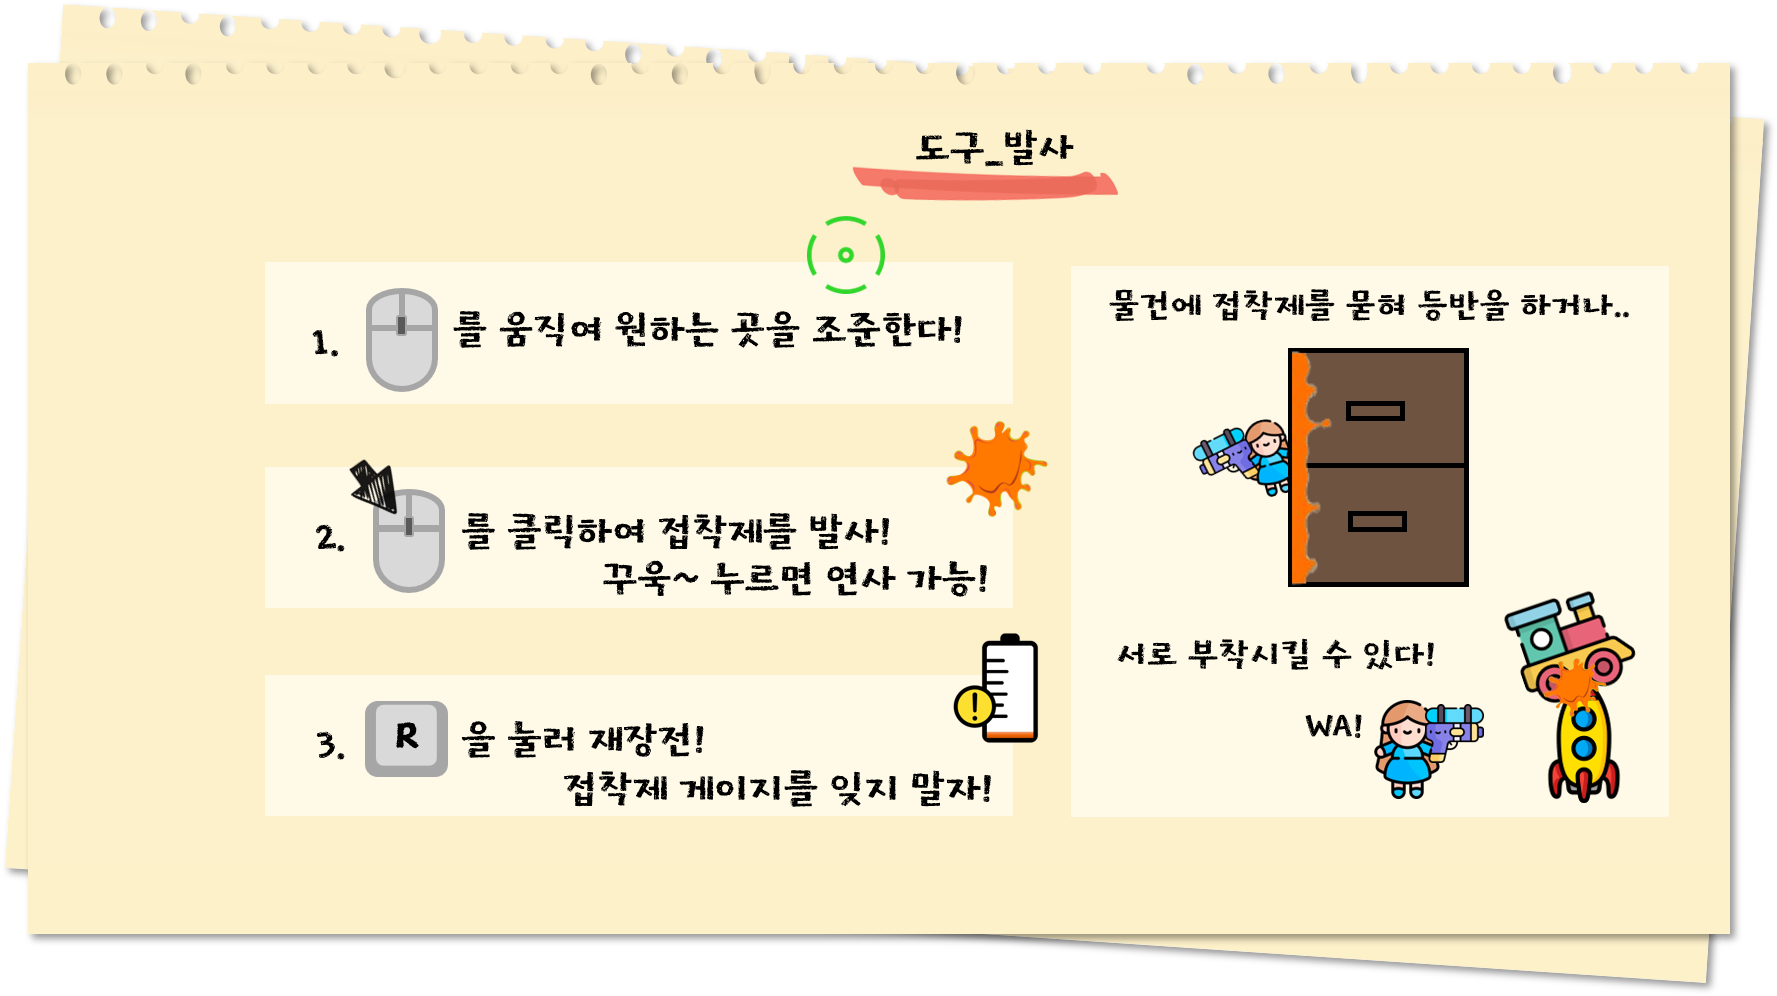 도구_발사
1. 를 움직여 원하는 곳을 조준한다!
2. 를 클릭하여 접착제를 발사!
꾸욱~ 누르면 연사 가능!
3. R 을 눌러 재장전!
접착제 게이지를 잊지 말자!
물건에 접착제를 묻혀 등반을 하거나..
서로 부착시킬 수 있다!
WA!